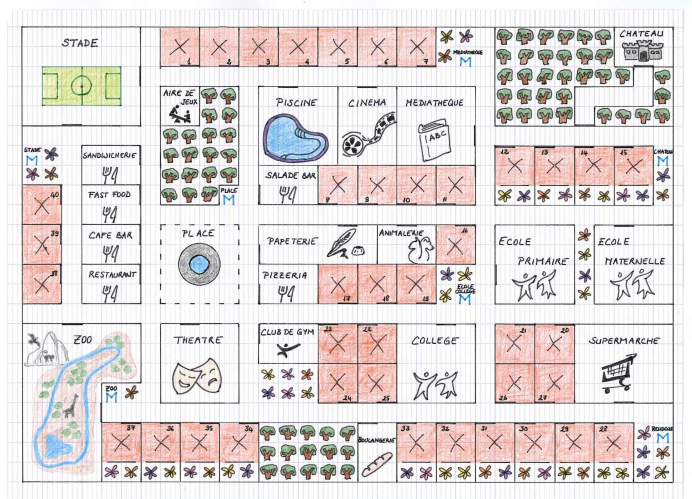 STADE
1 2 3 4 5 6 7
MEDIATHEQUE
M
CHATEAU
AIRE DE
JEUX
PISCINE
CINEMA
MEDIATHEQUE
ABC
STADE
M
SANDWICHERIE
PLACE
M
SALADE BAR
8 9 10 11
12 13 14 15
CHATEAU
M
40
FAST FOOD
39
CAFE BAR
38
RESTAURANT
PLACE
PAPETERIE
ANIMALERIE
16
PIZZERIA
17 18 19
ECOLE
COLLEGE
M
ECOLE
PRIMAIRE
ECOLE
MATERNELLE
ZOO
THEATRE
CLUB DE GYM
23 22
24 25
COLLEGE
21 20
26 27
SUPERMARCHE
ZOO
M
37 36 35 34
BOULANGERIE
33 32 31 30 29 28
M